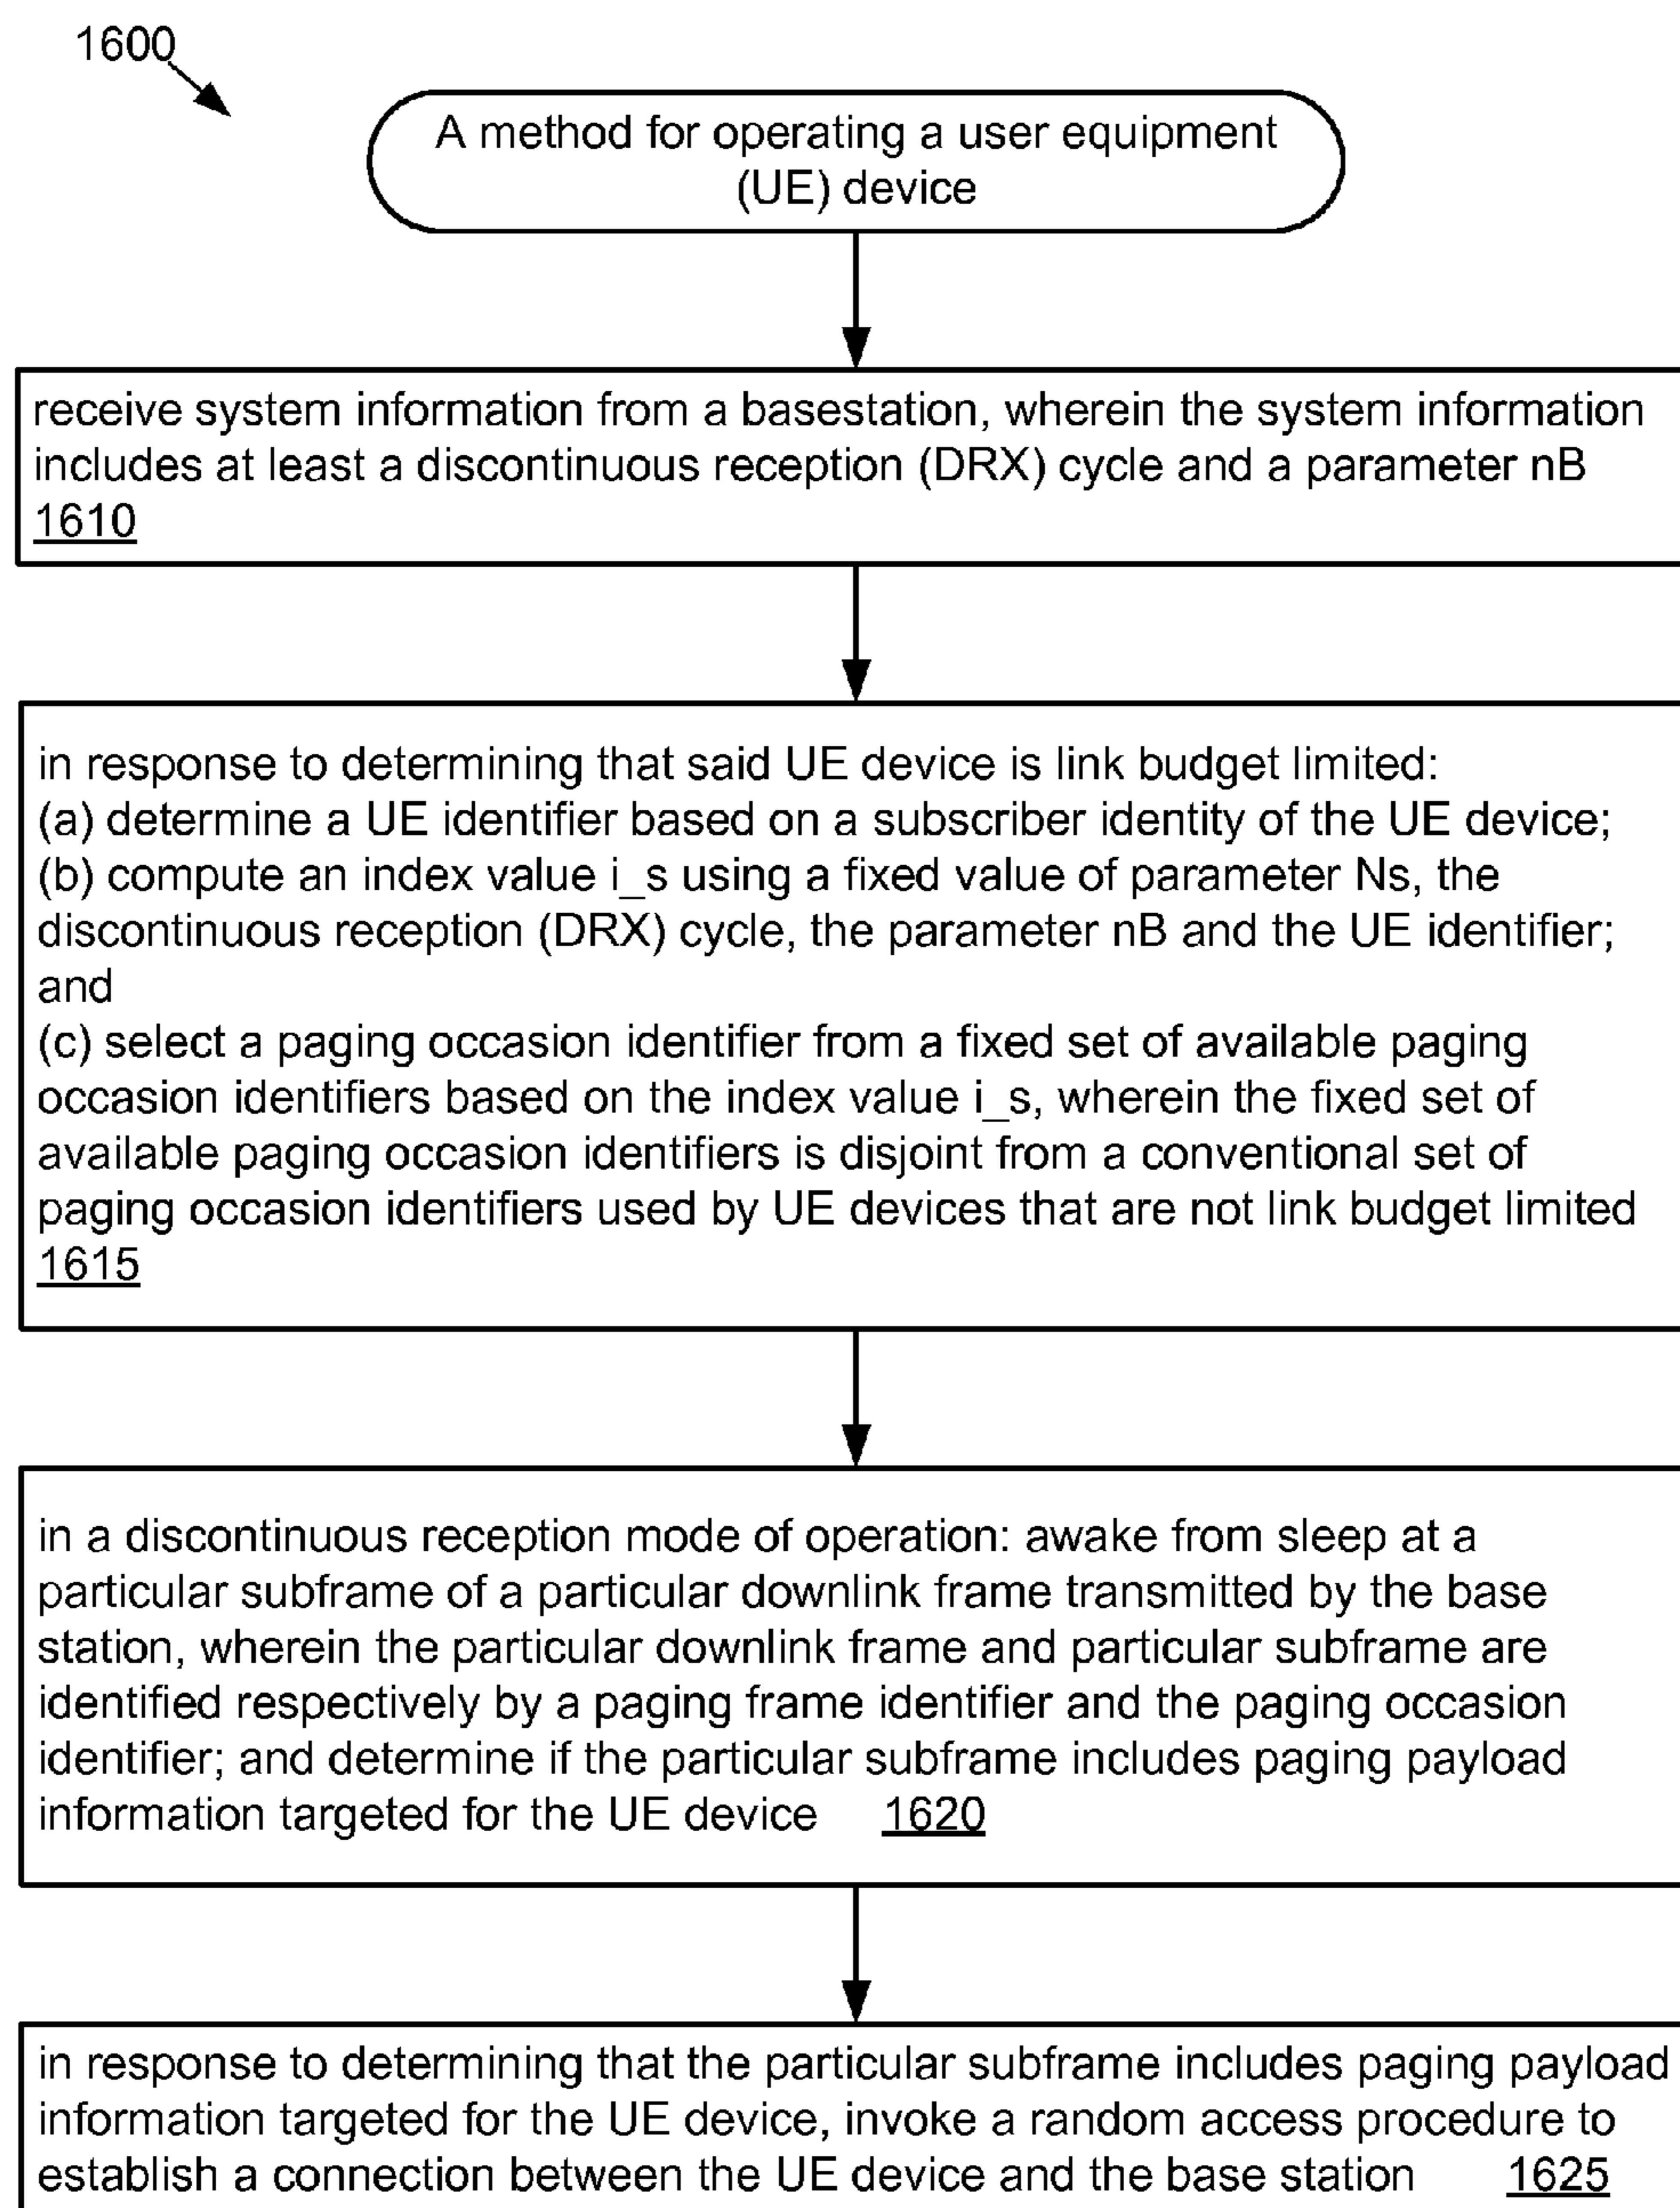 1600
A method for operating a user equipment
(UE) device
receive system information from a basestation, wherein the system information
includes at least a discontinuous reception (DRX) cycle and a parameter nB
1610
in response to determining that said UE device is link budget limited:
(a) determine a UE identifier based on a subscriber identity of the UE device;
(b) compute an index value i_s using a fixed value of parameter Ns, the
discontinuous reception (DRX) cycle, the parameter nB and the UE identifier;
and
(c) select a paging occasion identifier from a fixed set of available paging
occasion identifiers based on the index value i_s, wherein the fixed set of
available paging occasion identifiers is disjoint from a conventional set of
paging occasion identifiers used by UE devices that are not link budget limited
1615
in a discontinuous reception mode of operation: awake from sleep at a
particular subframe of a particular downlink frame transmitted by the base
station, wherein the particular downlink frame and particular subframe are
identified respectively by a paging frame identifier and the paging occasion
identifier; and determine if the particular subframe includes paging payload
information targeted for the UE device 1620
in response to determining that the particular subframe includes paging payload
information targeted for the UE device, invoke a random access procedure to
establish a connection between the UE device and the base station 1625